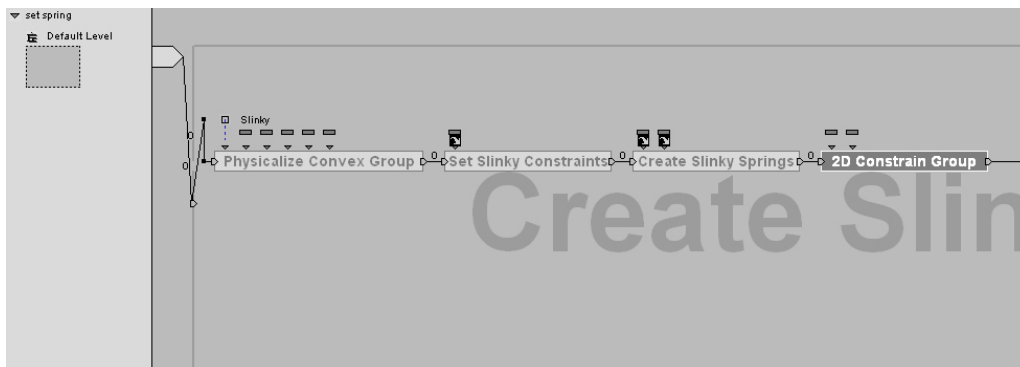 set spring
Default Level
Slinky
0
0
Physicalize Convex Group
0
Set Slinky Constraints
0
Create Slinky Springs
0
2D Constrain Group
Create Slin